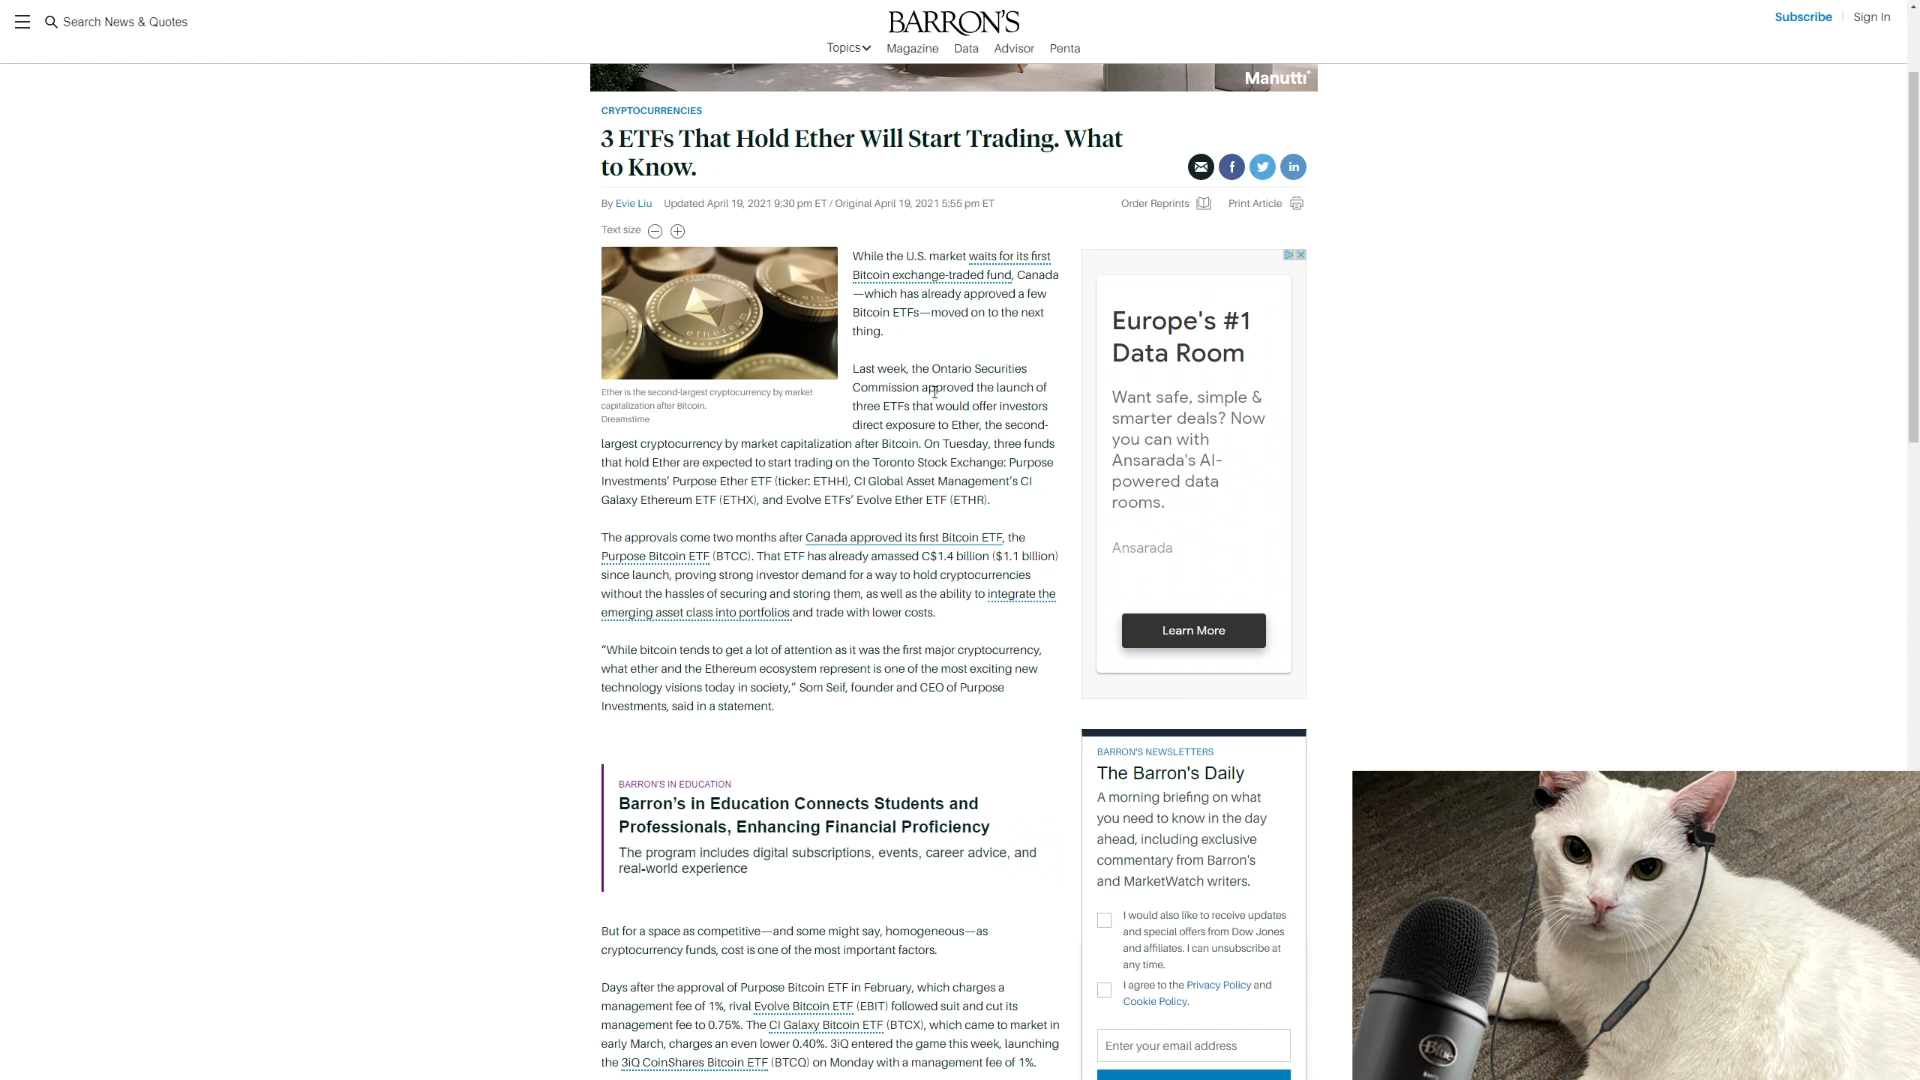 Search News & Quotes
BARRON'S
Subscribe
Sign In
Topics
Magazine
Data
Advisor
Penta
Manutti
CRYPTOCURRENCIES
3 ETFs That Hold Ether Will Start Trading. What
to Know.
By Evie Liu Updated April 19, 2021 9:30 pm ET / Original April 19, 2021 5:55 pm ET
Order Reprints
Print Article
Text size
ethereum
Ether is the second-largest cryptocurrency by market
capitalization after Bitcoin.
Dreamstime
While the U.S. market waits for its first
Bitcoin exchange-traded fund, Canada
—which has already approved a few
Bitcoin ETFs—moved on to the next
thing.
Last week, the Ontario Securities
Commission approved the launch of
three ETFs that would offer investors
direct exposure to Ether, the second-
largest cryptocurrency by market capitalization after Bitcoin. On Tuesday, three funds
that hold Ether are expected to start trading on the Toronto Stock Exchange: Purpose
Investments' Purpose Ether ETF (ticker: ETHH), CI Global Asset Management's CI
Galaxy Ethereum ETF (ETHX), and Evolve ETFs' Evolve Ether ETF (ETHR).
The approvals come two months after Canada approved its first Bitcoin ETF, the
Purpose Bitcoin ETF (BTCC). That ETF has already amassed C$1.4 billion ($1.1 billion)
since launch, proving strong investor demand for a way to hold cryptocurrencies
without the hassles of securing and storing them, as well as the ability to integrate the
emerging asset class into portfolios and trade with lower costs.
"While bitcoin tends to get a lot of attention as it was the first major cryptocurrency,
what ether and the Ethereum ecosystem represent is one of the most exciting new
technology visions today in society," Som Seif, founder and CEO of Purpose
Investments, said in a statement.
BARRON'S IN EDUCATION
Barron's in Education Connects Students and
Professionals, Enhancing Financial Proficiency
The program includes digital subscriptions, events, career advice, and
real-world experience
But for a space as competitive—and some might say, homogeneous—as
cryptocurrency funds, cost is one of the most important factors.
Days after the approval of Purpose Bitcoin ETF in February, which charges a
management fee of 1%, rival Evolve Bitcoin ETF (EBIT) followed suit and cut its
management fee to 0.75%. The CI Galaxy Bitcoin ETF (BTCX), which came to market in
early March, charges an even lower 0.40%. 3iQ entered the game this week, launching
the 3iQ CoinShares Bitcoin ETF (BTCQ) on Monday with a management fee of 1%.
Europe's #1
Data Room
Want safe, simple &
smarter deals? Now
you can with
Ansarada's AI-
powered data
rooms.
Ansarada
Learn More
BARRON'S NEWSLETTERS
The Barron's Daily
A morning briefing on what
you need to know in the day
ahead, including exclusive
commentary from Barron's
and MarketWatch writers.
I would also like to receive updates
and special offers from Dow Jones
and affiliates. I can unsubscribe at
any time.
I agree to the Privacy Policy and
Cookie Policy.
Enter your email address
Blue